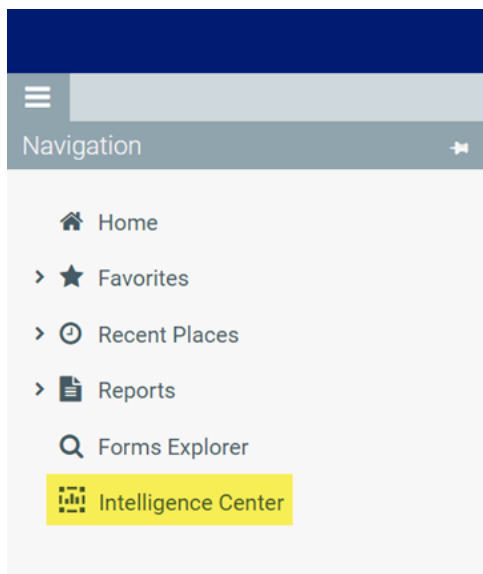 Navigation
Home
Favorites
Recent Places
Reports
Forms Explorer
Intelligence Center